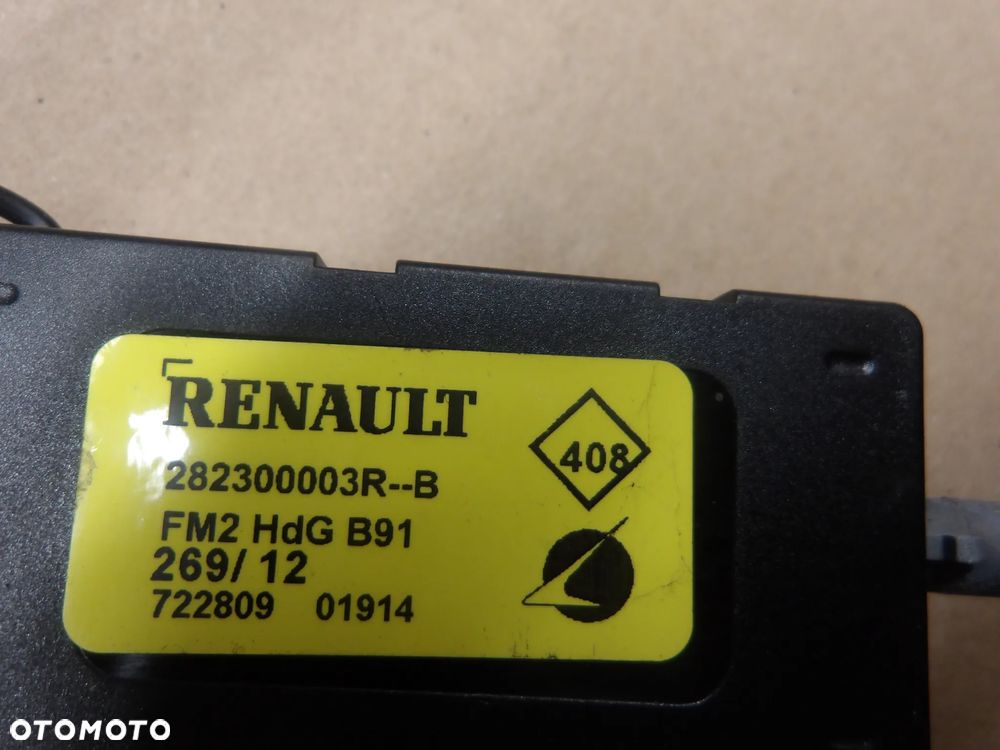 RENAULT
408
282300003R--B
FM2 HdG B91
269/ 12
722809 01914
OTOMOTO